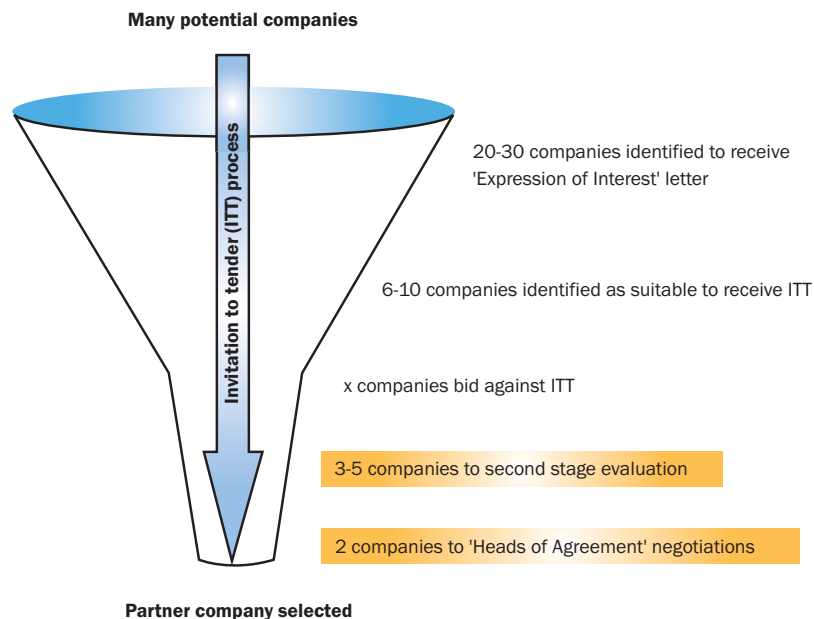 Many potential companies
Invitation to tender (ITT) process
20-30 companies identified to receive
'Expression of Interest' letter
6-10 companies identified as suitable to receive ITT
x companies bid against ITT
3-5 companies to second stage evaluation
2 companies to 'Heads of Agreement' negotiations
Partner company selected